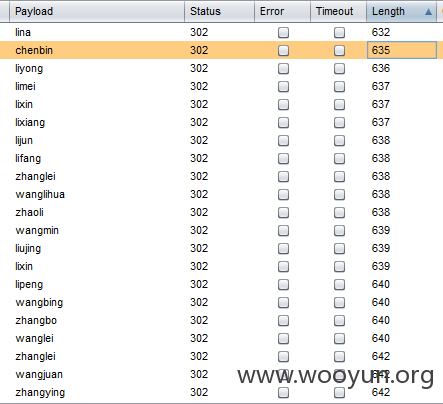 Payload Status Error Timeout Length
lina 302 632
chenbin 302 635
liyong 302 636
limei 302 637
lixin 302 637
lixiang 302 637
lijun 302 638
lifang 302 638
zhanglei 302 638
wanglihua 302 638
zhaoli 302 638
wangmin 302 639
liujing 302 639
lixin 302 639
lipeng 302 640
wangbing 302 640
zhangbo 302 640
wanglei 302 640
zhanglei 302 642
wangjuan 302 642
zhangying 302 642
www.wooyun.org